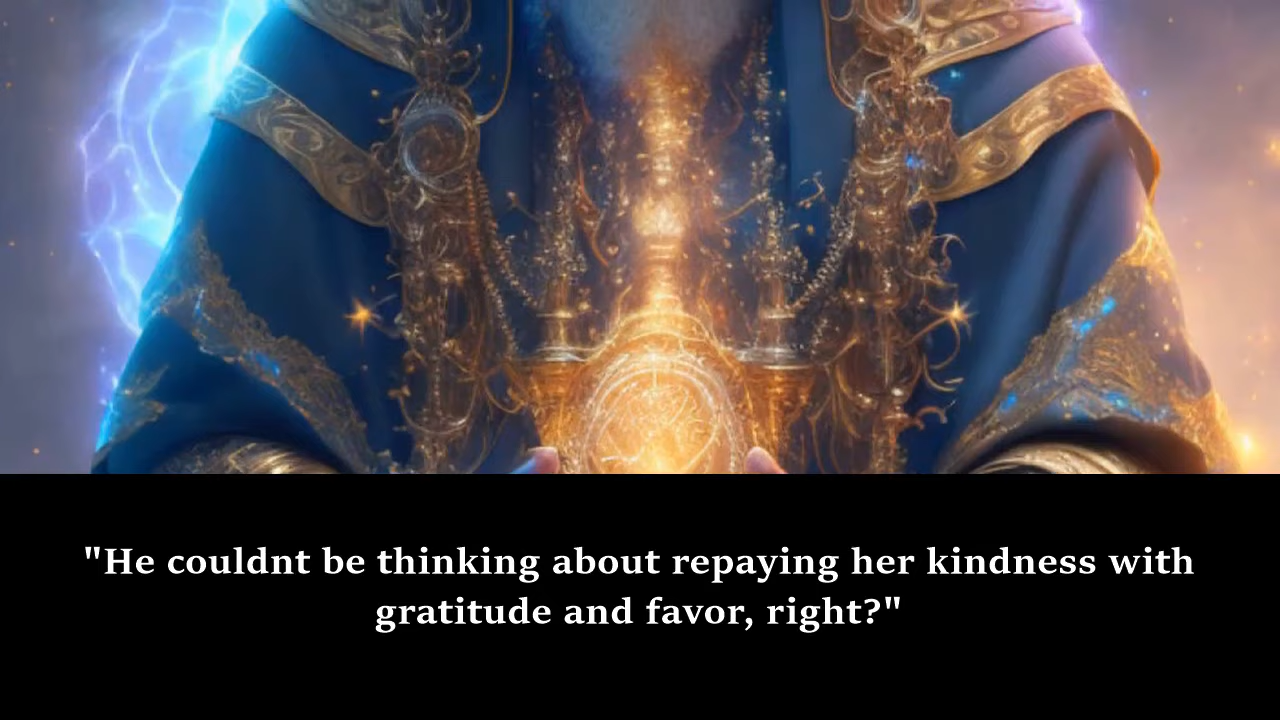 "He couldnt be thinking about repaying her kindness with
gratitude and favor, right?"